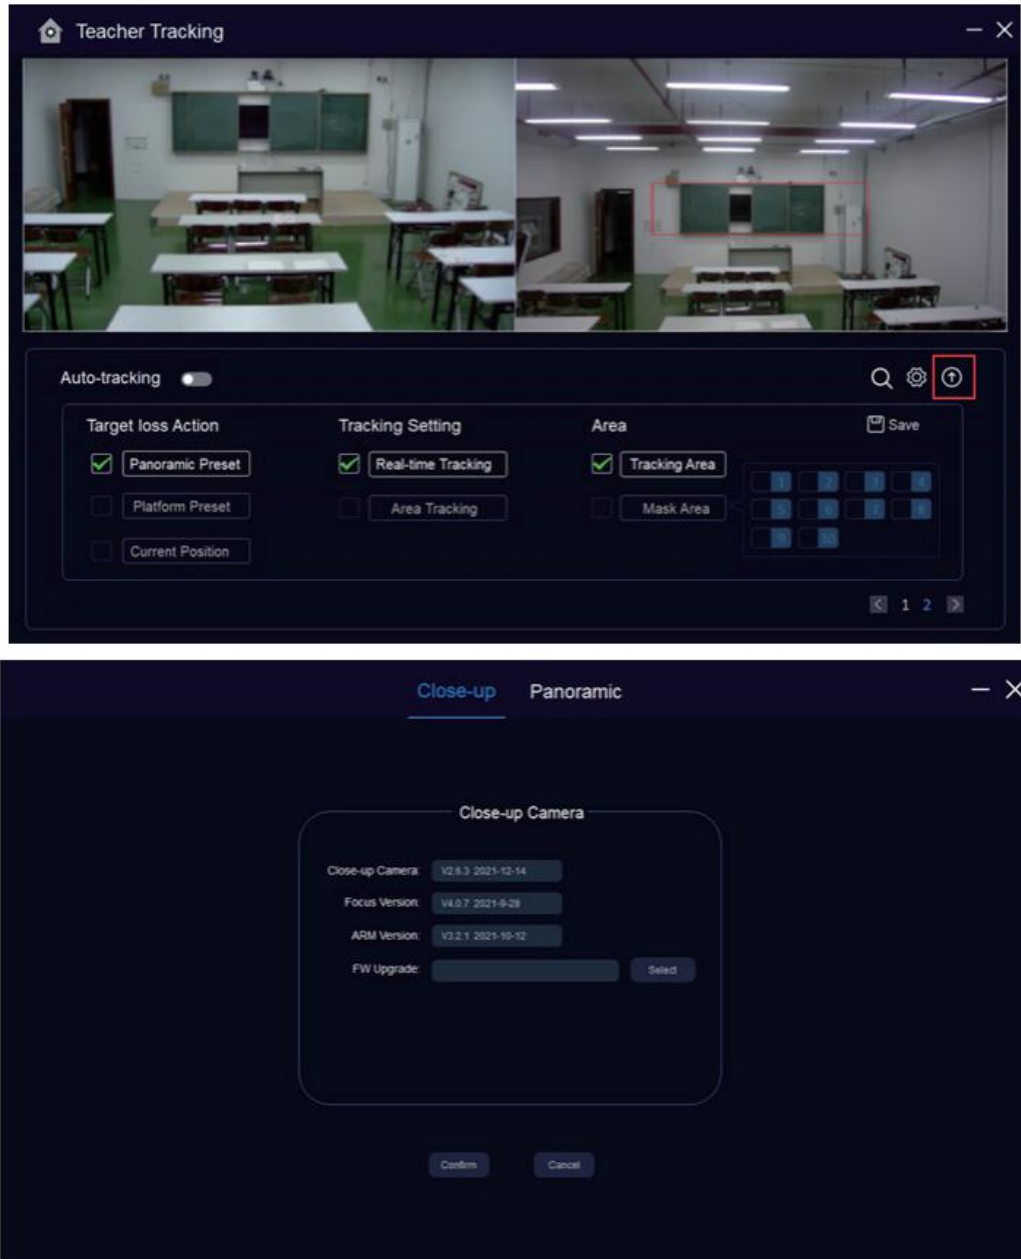 Teacher Tracking
Auto-tracking
Target loss Action Tracking Setting Area Save
Panoramic Preset Real-time Tracking Tracking Area
1 2 3 4
Platform Preset Area Tracking Mask Area
5 6 7 8
9 10
Current Position
< 1 2 >
Close-up Panoramic
Close-up Camera
Close-up Camera: V2.6.3 2021-12-14
Focus Version: V4.0.7 2021-9-28
ARM Version: V3.2.1 2021-10-12
FW Upgrade: Select
Confirm Cancel